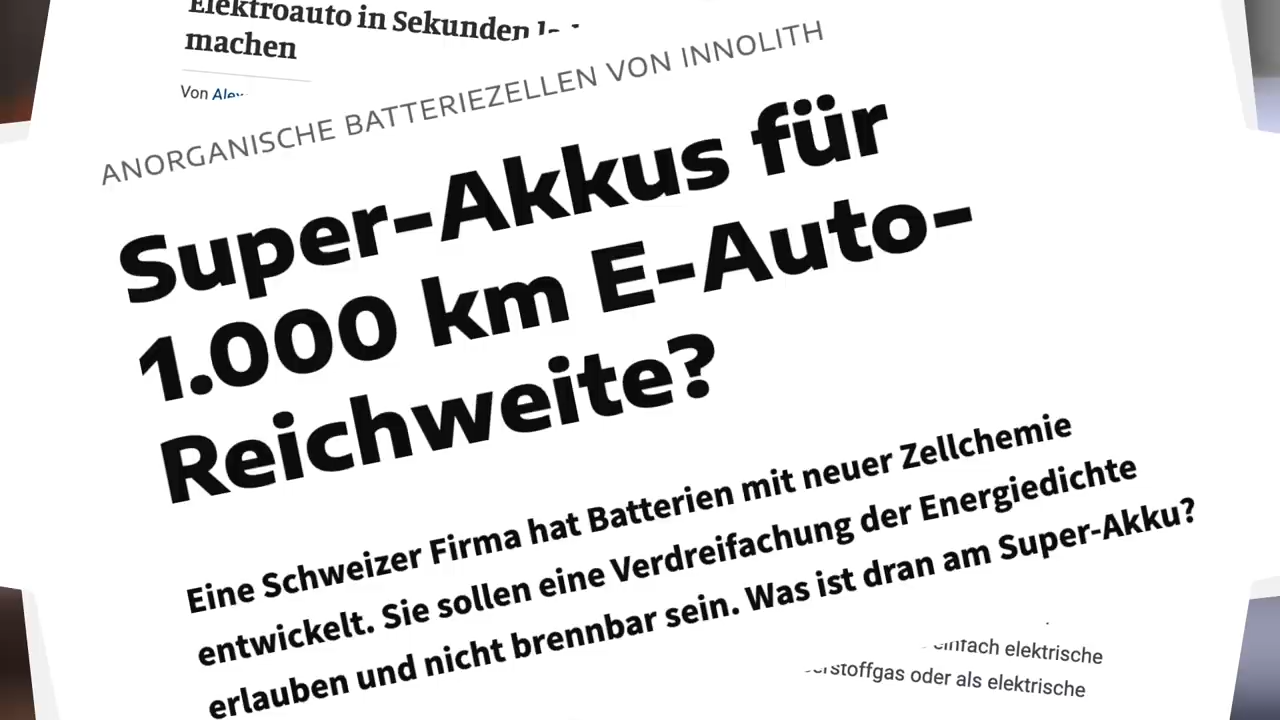 Elektroauto in Sekunden
machen
Von
ANORGANISCHE BATTERIEZELLEN VON INNOLITH
Super-Akkus für
1.000 km E-Auto-
Reichweite?
Eine Schweizer Firma hat Batterien mit neuer Zellchemie
entwickelt. Sie sollen eine Verdreifachung der Energiedichte
erlauben und nicht brennbar sein. Was ist dran am Super-Akku?
einfach elektrische
oder als elektrische